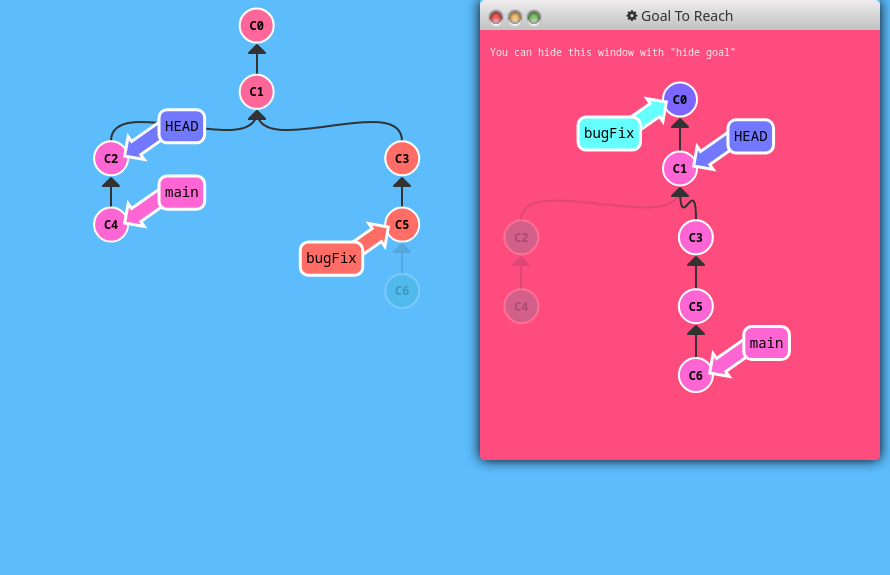 C0
C1
HEAD
C2
C3
main
C4
C5
bugFix
C6
Goal To Reach
You can hide this window with "hide goal"
C0
bugFix
HEAD
C1
C2
C3
C4
C5
main
C6